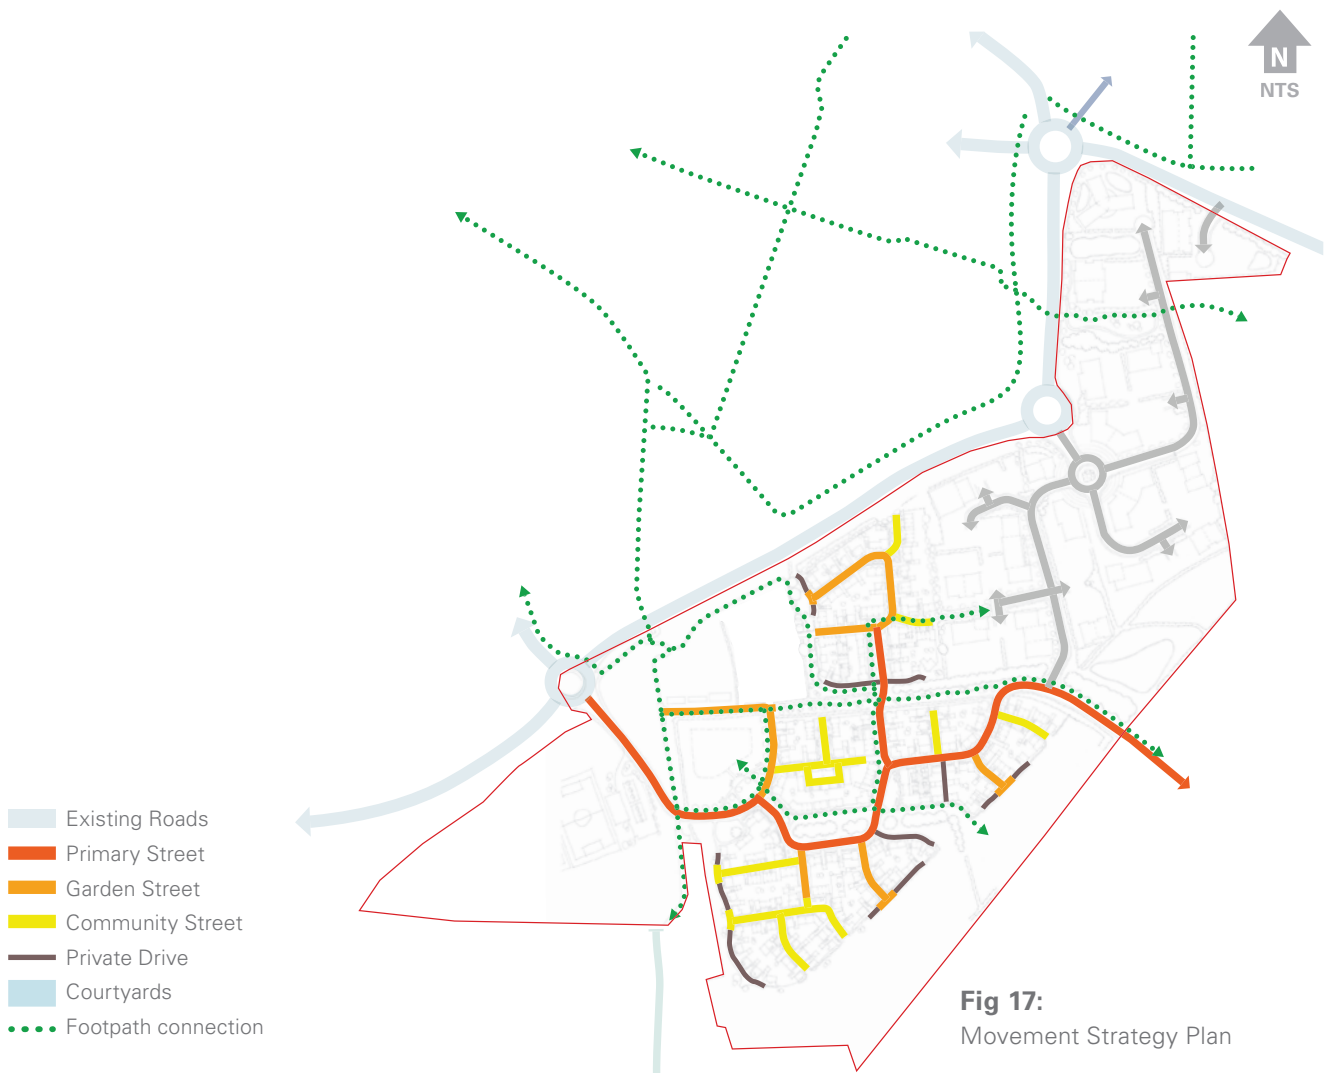 N
NTS
Existing Roads
Primary Street
Garden Street
Community Street
Private Drive
Courtyards
Footpath connection
Fig 17:
Movement Strategy Plan